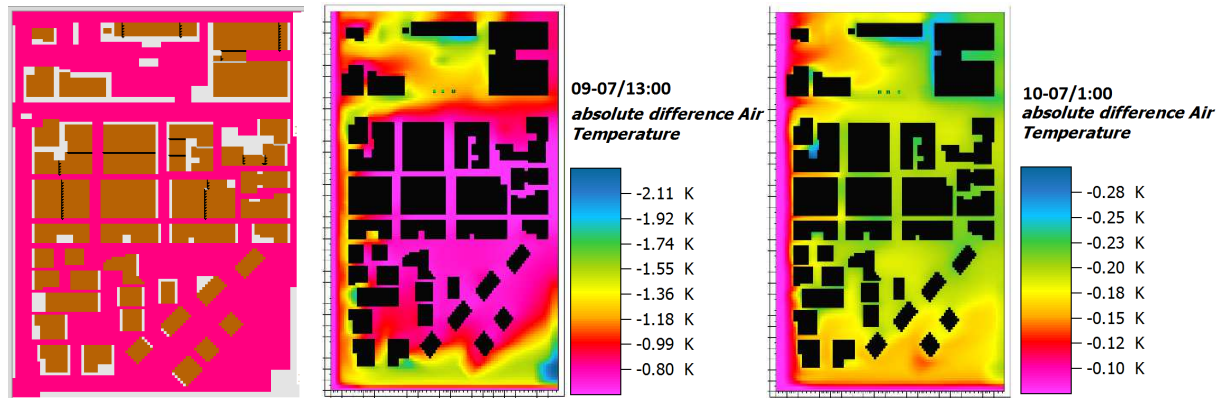 09-07/13:00
absolute difference Air
Temperature
-2.11 K
-1.92 K
-1.74 K
-1.55 K
-1.36 K
-1.18 K
-0.99 K
-0.80 K
10-07/1:00
absolute difference Air
Temperature
-0.28 K
-0.25 K
-0.23 K
-0.20 K
-0.18 K
-0.15 K
-0.12 K
-0.10 K